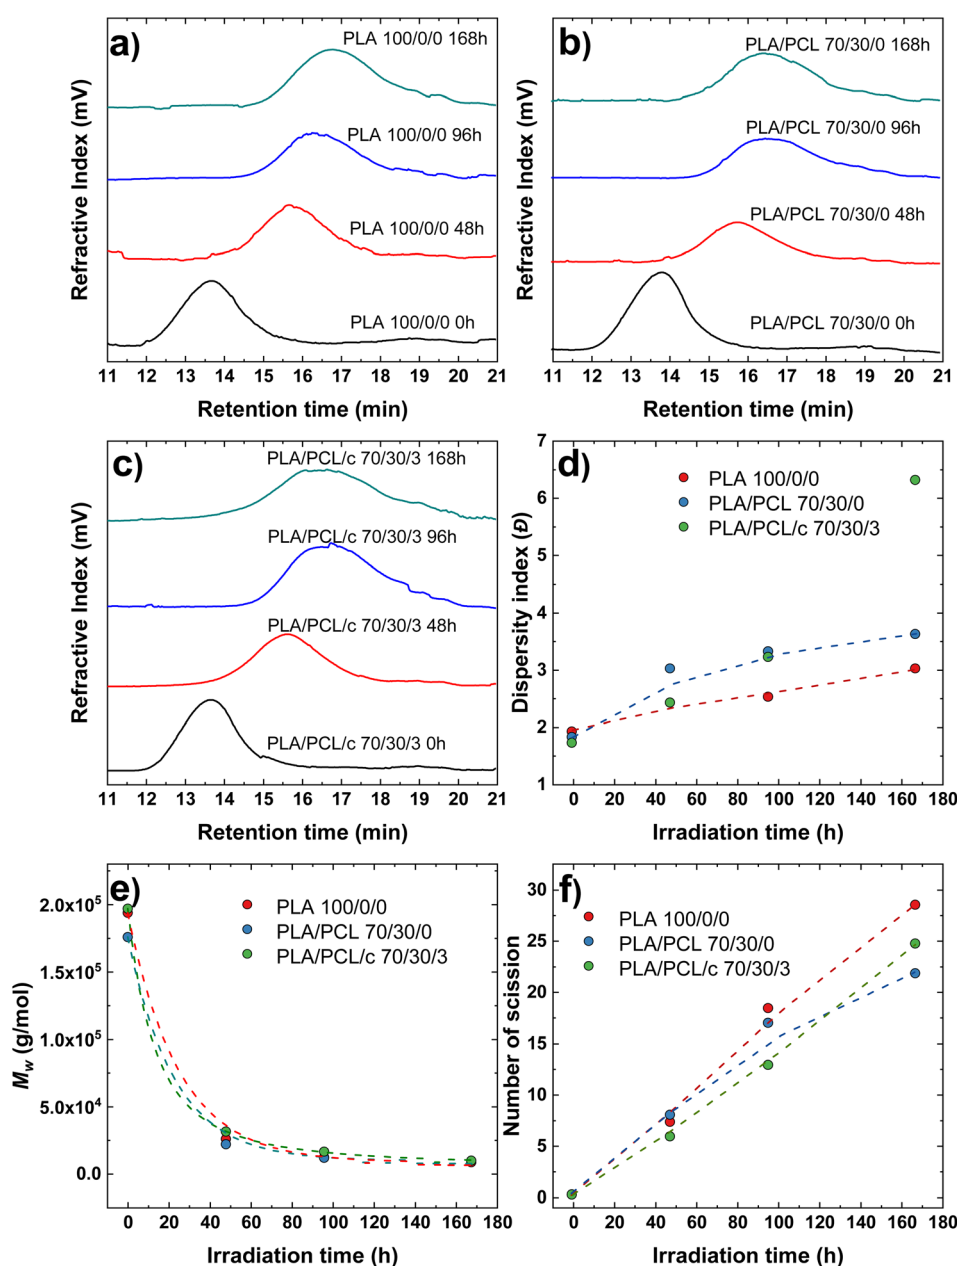 a)
PLA 100/0/0 168h
PLA 100/0/0 96h
PLA 100/0/0 48h
PLA 100/0/0 0h
Refractive Index (mV)
11 12 13 14 15 16 17 18 19 20 21
Retention time (min)
b)
PLA/PCL 70/30/0 168h
PLA/PCL 70/30/0 96h
PLA/PCL 70/30/0 48h
PLA/PCL 70/30/0 0h
Refractive Index (mV)
11 12 13 14 15 16 17 18 19 20 21
Retention time (min)
c)
PLA/PCL/c 70/30/3 168h
PLA/PCL/c 70/30/3 96h
PLA/PCL/c 70/30/3 48h
PLA/PCL/c 70/30/3 0h
Refractive Index (mV)
11 12 13 14 15 16 17 18 19 20 21
Retention time (min)
d)
PLA 100/0/0
PLA/PCL 70/30/0
PLA/PCL/c 70/30/3
Dispersity index (Đ)
7
6
5
4
3
2
1
0 20 40 60 80 100 120 140 160 180
Irradiation time (h)
e)
PLA 100/0/0
PLA/PCL 70/30/0
PLA/PCL/c 70/30/3
Mw (g/mol)
2.0x10⁵
1.5x10⁵
1.0x10⁵
5.0x10⁴
0.0
0 20 40 60 80 100 120 140 160 180
Irradiation time (h)
f)
PLA 100/0/0
PLA/PCL 70/30/0
PLA/PCL/c 70/30/3
Number of scission
30
25
20
15
10
5
0
0 20 40 60 80 100 120 140 160 180
Irradiation time (h)